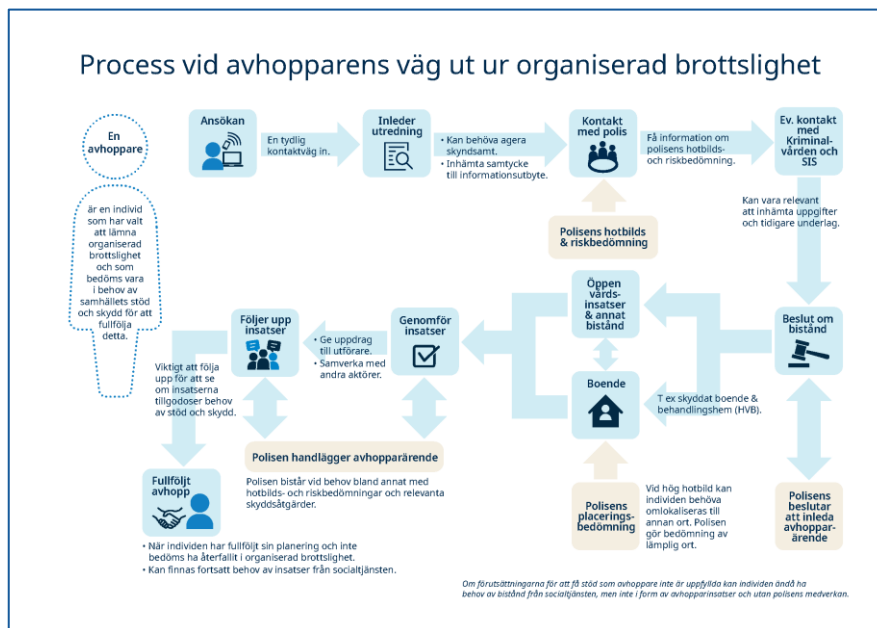 Process vid avhopparens väg ut ur organiserad brottslighet
En
avhoppare
är en individ
som har valt
att lämna
organiserad
brottslighet
och som
bedöms vara
i behov av
samhällets stöd
och skydd för att
fullfölja
detta.
Ansökan
En tydlig
kontaktväg in.
Inleder
utredning
• Kan behöva agera
skyndsamt.
• Inhämta samtycke
till informationsutbyte.
Kontakt
med polis
Få information om
polisens hotbilds-
och riskbedömning.
Ev. kontakt
med
Kriminal-
vården och
SIS
Polisens hotbilds
& riskbedömning
Kan vara relevant
att inhämta uppgifter
och tidigare underlag.
Beslut om
bistånd
Öppen
vårds-
insatser
& annat
bistånd
Boende
T ex skyddat boende &
behandlingshem (HVB).
Genomför
insatser
• Ge uppdrag
till utförare.
• Samverka med
andra aktörer.
Följer upp
insatser
Viktigt att följa
upp för att se
om insatserna
tillgodoser behov
av stöd och skydd.
Polisen handlägger avhopparärende
Polisen bistår vid behov bland annat med
hotbilds- och riskbedömningar och relevanta
skyddsåtgärder.
Polisens
placerings-
bedömning
Vid hög hotbild kan
individen behöva
omlokaliseras till
annan ort. Polisen
gör bedömning av
lämplig ort.
Polisens
beslutar
att inleda
avhoppar-
ärende
Fullföljt
avhopp
• När individen har fullföljt sin planering och inte
bedöms ha återfallit i organiserad brottslighet.
• Kan finnas fortsatt behov av insatser från socialtjänsten.
Om förutsättningarna för att få stöd som avhoppare inte är uppfyllda kan individen ändå ha
behov av bistånd från socialtjänsten, men inte i form av avhopparinsatser och utan polisens medverkan.